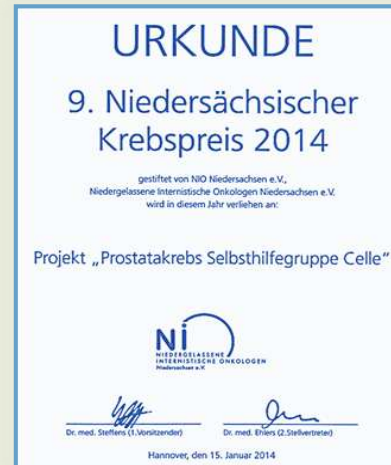 URKUNDE
9. Niedersächsischer
Krebspreis 2014
gestiftet von NIO Niedersachsen e.V.,
Niedergelassene Internistische Onkologen Niedersachsen e.V.
wird in diesem Jahr verliehen an:
Projekt „Prostatakrebs Selbsthilfegruppe Celle"
NI
NIEDERGELASSENE
INTERNISTISCHE ONKOLOGEN
Niedersachsen e.V.
Dr. med. Steffens (1.Vorsitzender) Dr. med. Ehlers (2.Stellvertreter)
Hannover, den 15. Januar 2014